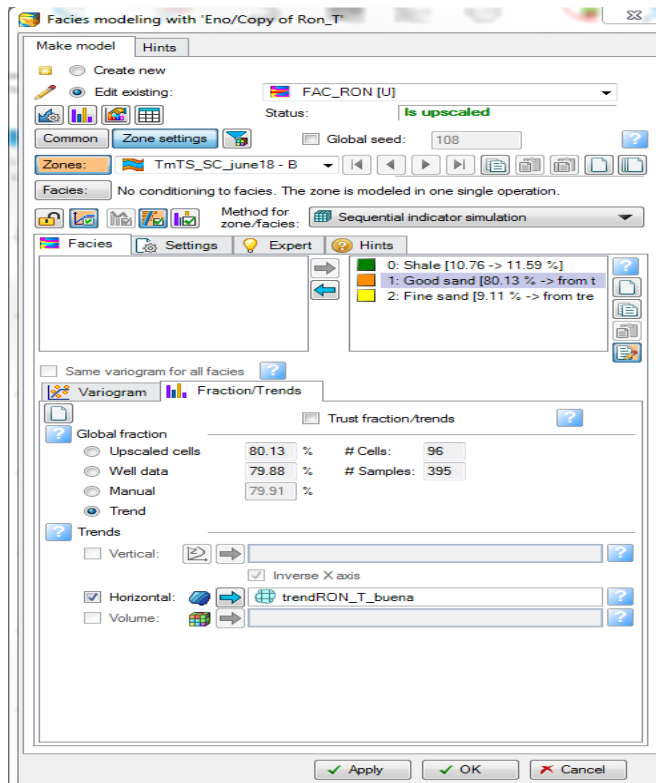 Facies modeling with 'Eno/Copy of Ron_T'
Make model Hints
Create new
Edit existing: FAC_RON [U]
Status: Is upscaled
Common Zone settings Global seed: 108 ?
Zones: TmTS_SC_june18 - B
Facies: No conditioning to facies. The zone is modeled in one single operation.
Method for zone/facies: Sequential indicator simulation
Facies Settings Expert ? Hints
0: Shale [10.76 -> 11.59 %] ?
1: Good sand [80.13 % -> from t
2: Fine sand [9.11 % -> from tre
Same variogram for all facies ?
Variogram Fraction/Trends
Trust fraction/trends ?
? Global fraction
Upscaled cells 80.13 % # Cells: 96
Well data 79.88 % # Samples: 395
Manual 79.91 %
Trend
? Trends
Vertical: ?
Inverse X axis
Horizontal: trendRON_T_buena ?
Volume: ?
Apply OK Cancel